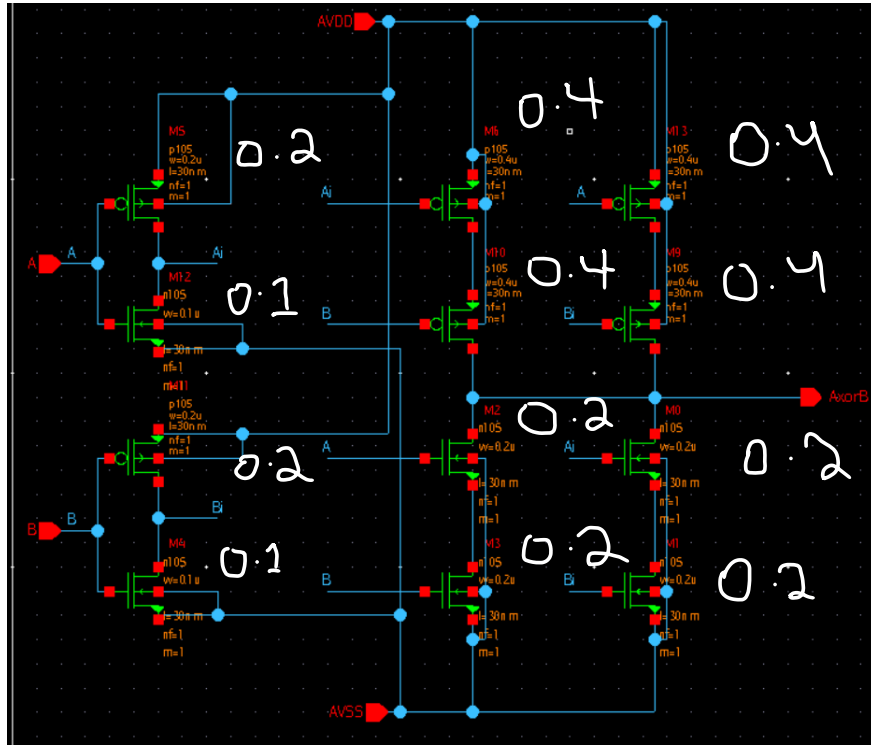 AVDD
M5
p105
w=0.2u
l=30n m
nf=1
m=1
0.2
M6
p105
w=0.4u
=30n m
nf=1
m=1
0.4
M13
p105
w=0.4u
=30n m
nf=1
m=1
0.4
Ai
A
A
A
Ai
M12
n105
w=0.1u
l=30n m
nf=1
m=1
0.1
M10
p105
w=0.4u
=30n m
nf=1
m=1
0.4
M9
p105
w=0.4u
=30n m
nf=1
m=1
0.4
B
Bi
AxorB
p105
w=0.2u
l=30n m
nf=1
m=1
0.2
M2
n105
w=0.2u
l=30n m
nf=1
m=1
0.2
M0
n105
w=0.2u
l=30n m
nf=1
m=1
0.2
A
Ai
B
B
Bi
M4
n105
w=0.1u
l=30n m
nf=1
m=1
0.1
M3
n105
w=0.2u
l=30n m
nf=1
m=1
0.2
M1
n105
w=0.2u
l=30n m
nf=1
m=1
0.2
B
Bi
AVSS